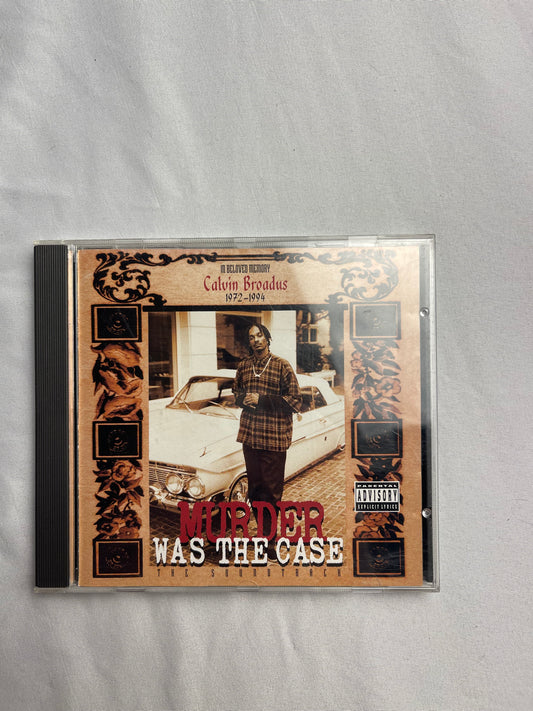 IN BELOVED MEMORY
Calvin Broadus
1972-1994
MURDER
WAS THE CASE
THE SOUNDTRACK
PARENTAL
ADVISORY
EXPLICIT LYRICS